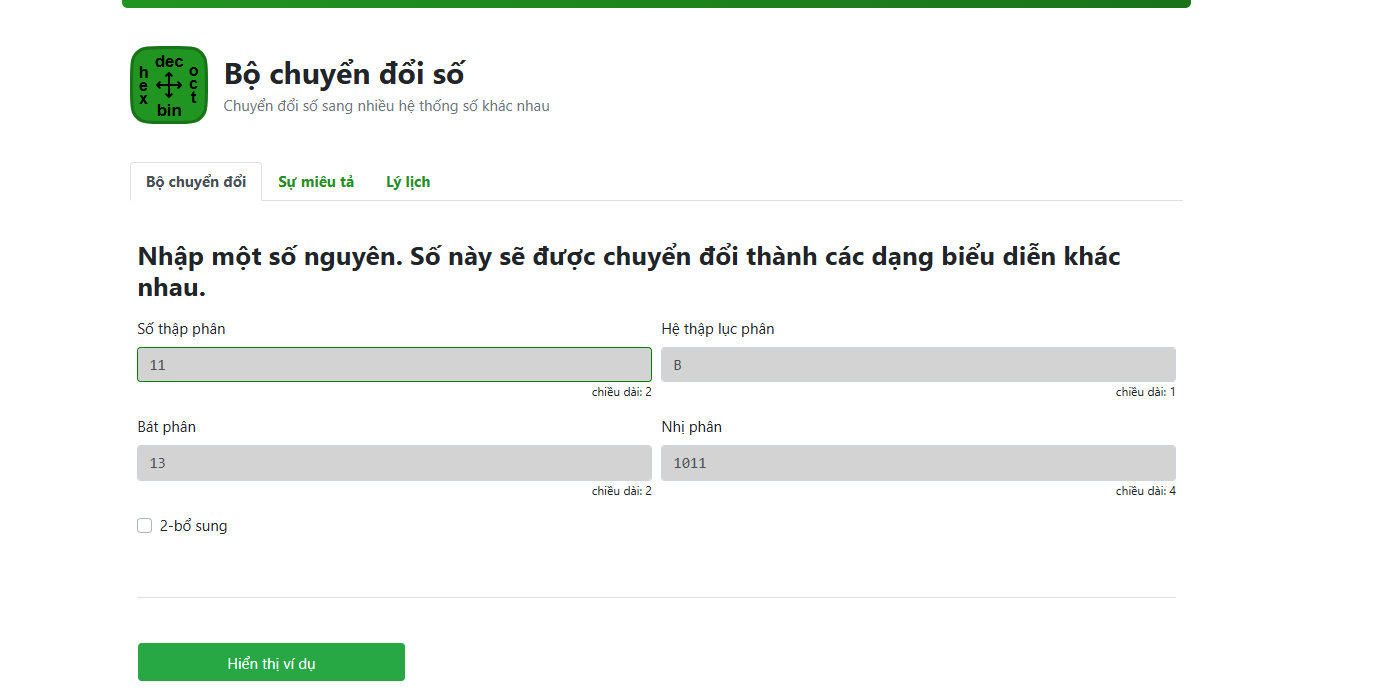 dec
hex
oct
bin
Bộ chuyển đổi số
Chuyển đổi số sang nhiều hệ thống số khác nhau
Bộ chuyển đổi Sự miêu tả Lý lịch
Nhập một số nguyên. Số này sẽ được chuyển đổi thành các dạng biểu diễn khác
nhau.
Số thập phân Hệ thập lục phân
11 B
chiều dài: 2 chiều dài: 1
Bát phân Nhị phân
13 1011
chiều dài: 2 chiều dài: 4
2-bổ sung
Hiển thị ví dụ